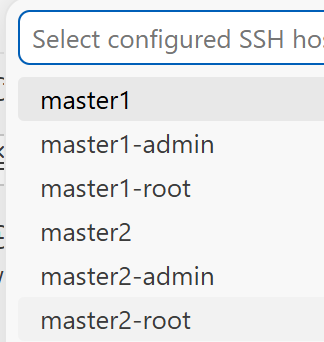 Select configured SSH hos
master1
master1-admin
master1-root
master2
master2-admin
master2-root